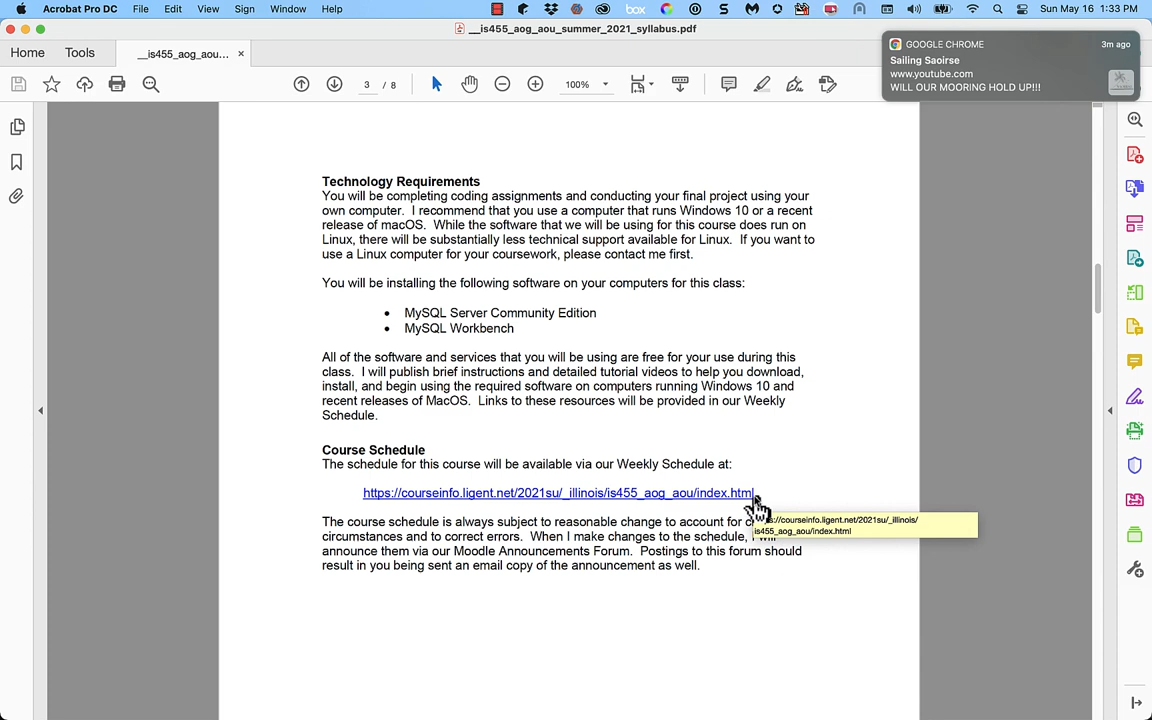 Acrobat Pro DC File Edit View Sign Window Help box Sun May 16 1:33 PM
__is455_aog_aou_summer_2021_syllabus.pdf
Home Tools __is455_aog_aou... ×
GOOGLE CHROME 3m ago
Sailing Saoirse
www.youtube.com
WILL OUR MOORING HOLD UP!!!
3 / 8 100%
Technology Requirements
You will be completing coding assignments and conducting your final project using your
own computer. I recommend that you use a computer that runs Windows 10 or a recent
release of macOS. While the software that we will be using for this course does run on
Linux, there will be substantially less technical support available for Linux. If you want to
use a Linux computer for your coursework, please contact me first.
You will be installing the following software on your computers for this class:
• MySQL Server Community Edition
• MySQL Workbench
All of the software and services that you will be using are free for your use during this
class. I will publish brief instructions and detailed tutorial videos to help you download,
install, and begin using the required software on computers running Windows 10 and
recent releases of MacOS. Links to these resources will be provided in our Weekly
Schedule.
Course Schedule
The schedule for this course will be available via our Weekly Schedule at:
https://courseinfo.ligent.net/2021su/_illinois/is455_aog_aou/index.html
://courseinfo.ligent.net/2021su/_illinois/
is455_aog_aou/index.html
The course schedule is always subject to reasonable change to account for
circumstances and to correct errors. When I make changes to the schedule, I will
announce them via our Moodle Announcements Forum. Postings to this forum should
result in you being sent an email copy of the announcement as well.